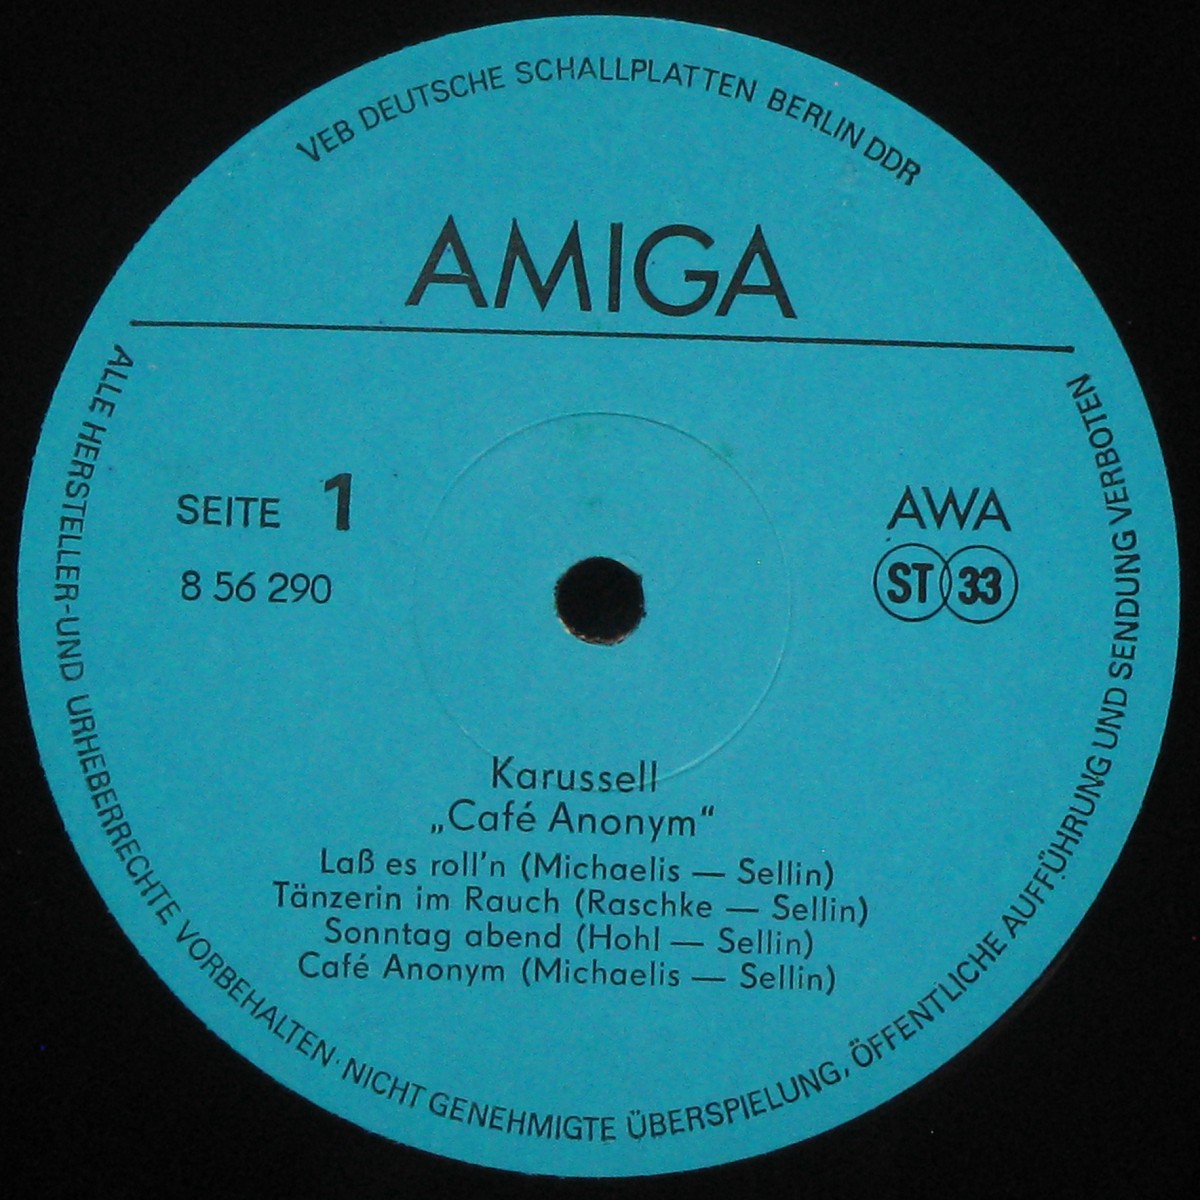 VEB DEUTSCHE SCHALLPLATTEN BERLIN DDR
AMIGA
SEITE 1
8 56 290
AWA
ST 33
Karussell
„Café Anonym“
Laß es roll'n (Michaelis — Sellin)
Tänzerin im Rauch (Raschke — Sellin)
Sonntag abend (Hohl — Sellin)
Café Anonym (Michaelis — Sellin)
ALLE HERSTELLER-UND URHEBERRECHTE VORBEHALTEN · NICHT GENEHMIGTE ÜBERSPIELUNG, ÖFFENTLICHE AUFFÜHRUNG UND SENDUNG VERBOTEN